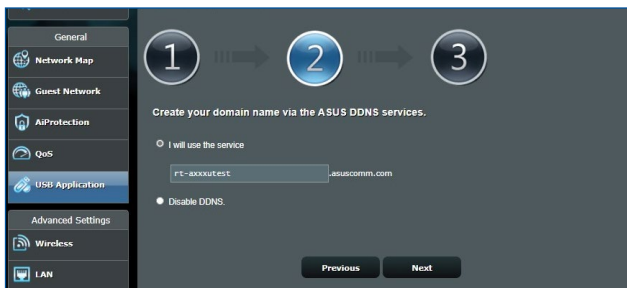 General
Network Map
Guest Network
AiProtection
QoS
USB Application
Advanced Settings
Wireless
LAN
1
2
3
Create your domain name via the ASUS DDNS services.
I will use the service
rt-axxxutest .asuscomm.com
Disable DDNS.
Previous Next